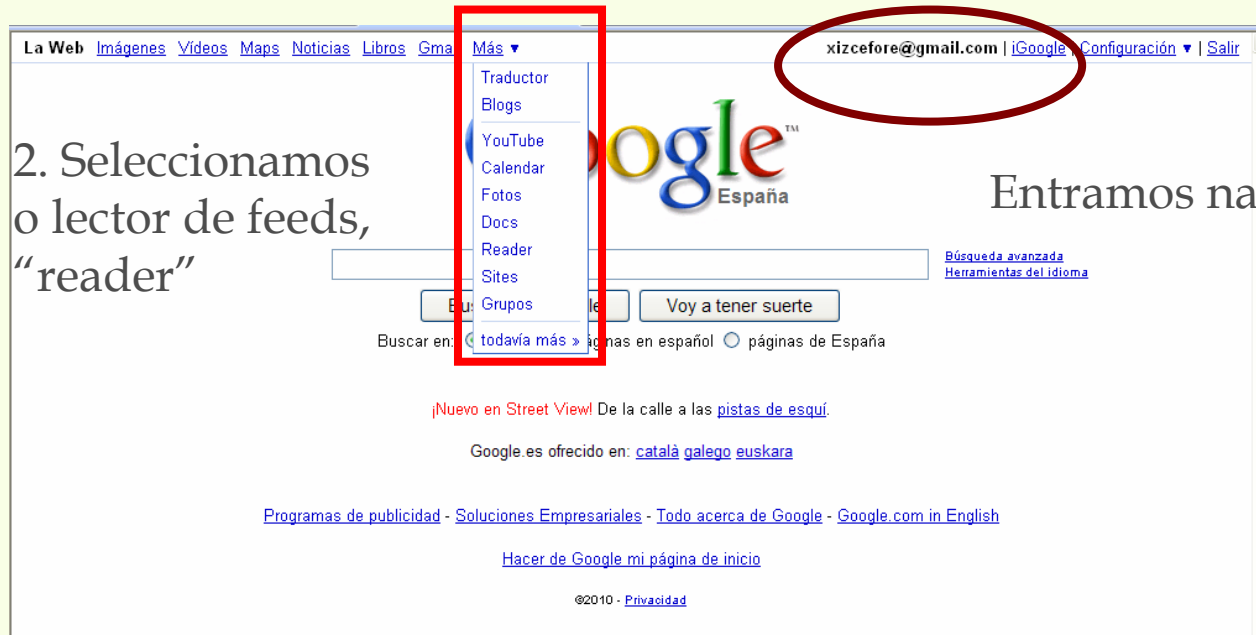 La Web Imágenes Vídeos Maps Noticias Libros Gma Más ▼ xizcefore@gmail.com | iGoogle | Configuración ▼ | Salir
Traductor
Blogs
YouTube
Calendar
Fotos
Docs
Reader
Sites
Grupos
todavía más »
ogle™
España
2. Seleccionamos
o lector de feeds,
“reader”
Entramos na
Búsqueda avanzada
Herramientas del idioma
Voy a tener suerte
Buscar en: páginas en español páginas de España
¡Nuevo en Street View! De la calle a las pistas de esquí.
Google.es ofrecido en: català galego euskara
Programas de publicidad - Soluciones Empresariales - Todo acerca de Google - Google.com in English
Hacer de Google mi página de inicio
©2010 - Privacidad